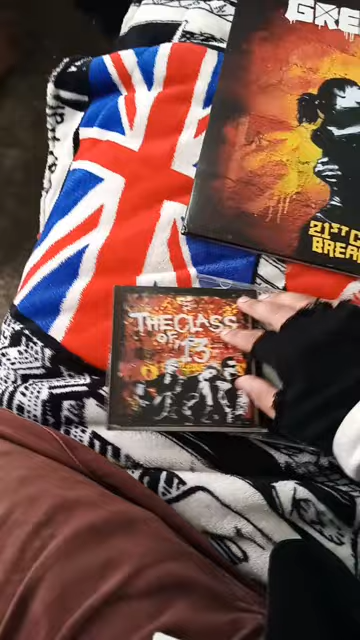 GRE
21ST C
BREA
THE CLASS
OF 13